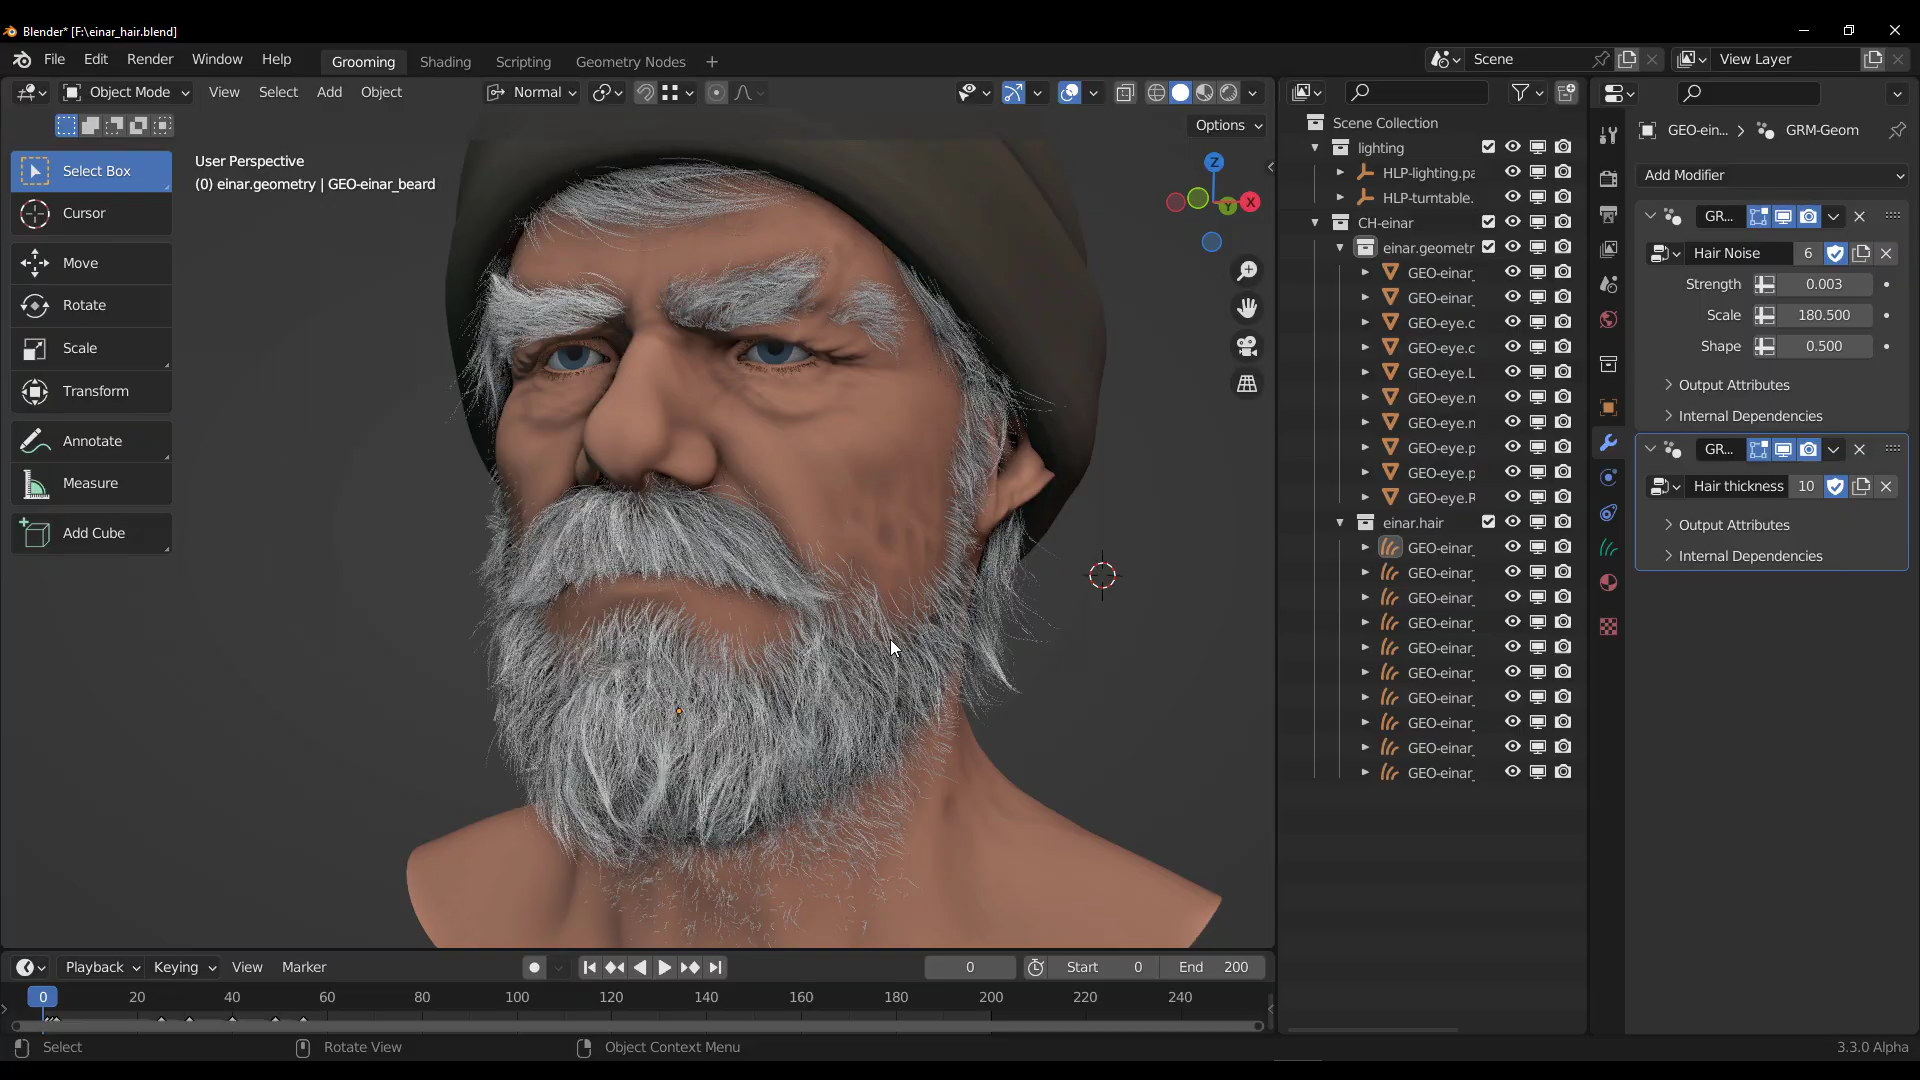 Blender* [F:\einar_hair.blend]
File Edit Render Window Help Grooming Shading Scripting Geometry Nodes + Scene View Layer
Object Mode View Select Add Object Normal
Options
Select Box
Cursor
Move
Rotate
Scale
Transform
Annotate
Measure
Add Cube
User Perspective
(0) einar.geometry | GEO-einar_beard
Z
Y
X
Scene Collection
lighting
HLP-lighting.pa
HLP-turntable.
CH-einar
einar.geometr
GEO-einar_
GEO-einar_
GEO-eye.c
GEO-eye.c
GEO-eye.L
GEO-eye.n
GEO-eye.n
GEO-eye.p
GEO-eye.p
GEO-eye.R
einar.hair
GEO-einar_
GEO-einar_
GEO-einar_
GEO-einar_
GEO-einar_
GEO-einar_
GEO-einar_
GEO-einar_
GEO-einar_
GEO-einar_
GEO-ein... > GRM-Geom
Add Modifier
GR...
Hair Noise 6
Strength 0.003
Scale 180.500
Shape 0.500
Output Attributes
Internal Dependencies
GR...
Hair thickness 10
Output Attributes
Internal Dependencies
Playback Keying View Marker 0 Start 0 End 200
0 20 40 60 80 100 120 140 160 180 200 220 240
Select Rotate View Object Context Menu 3.3.0 Alpha